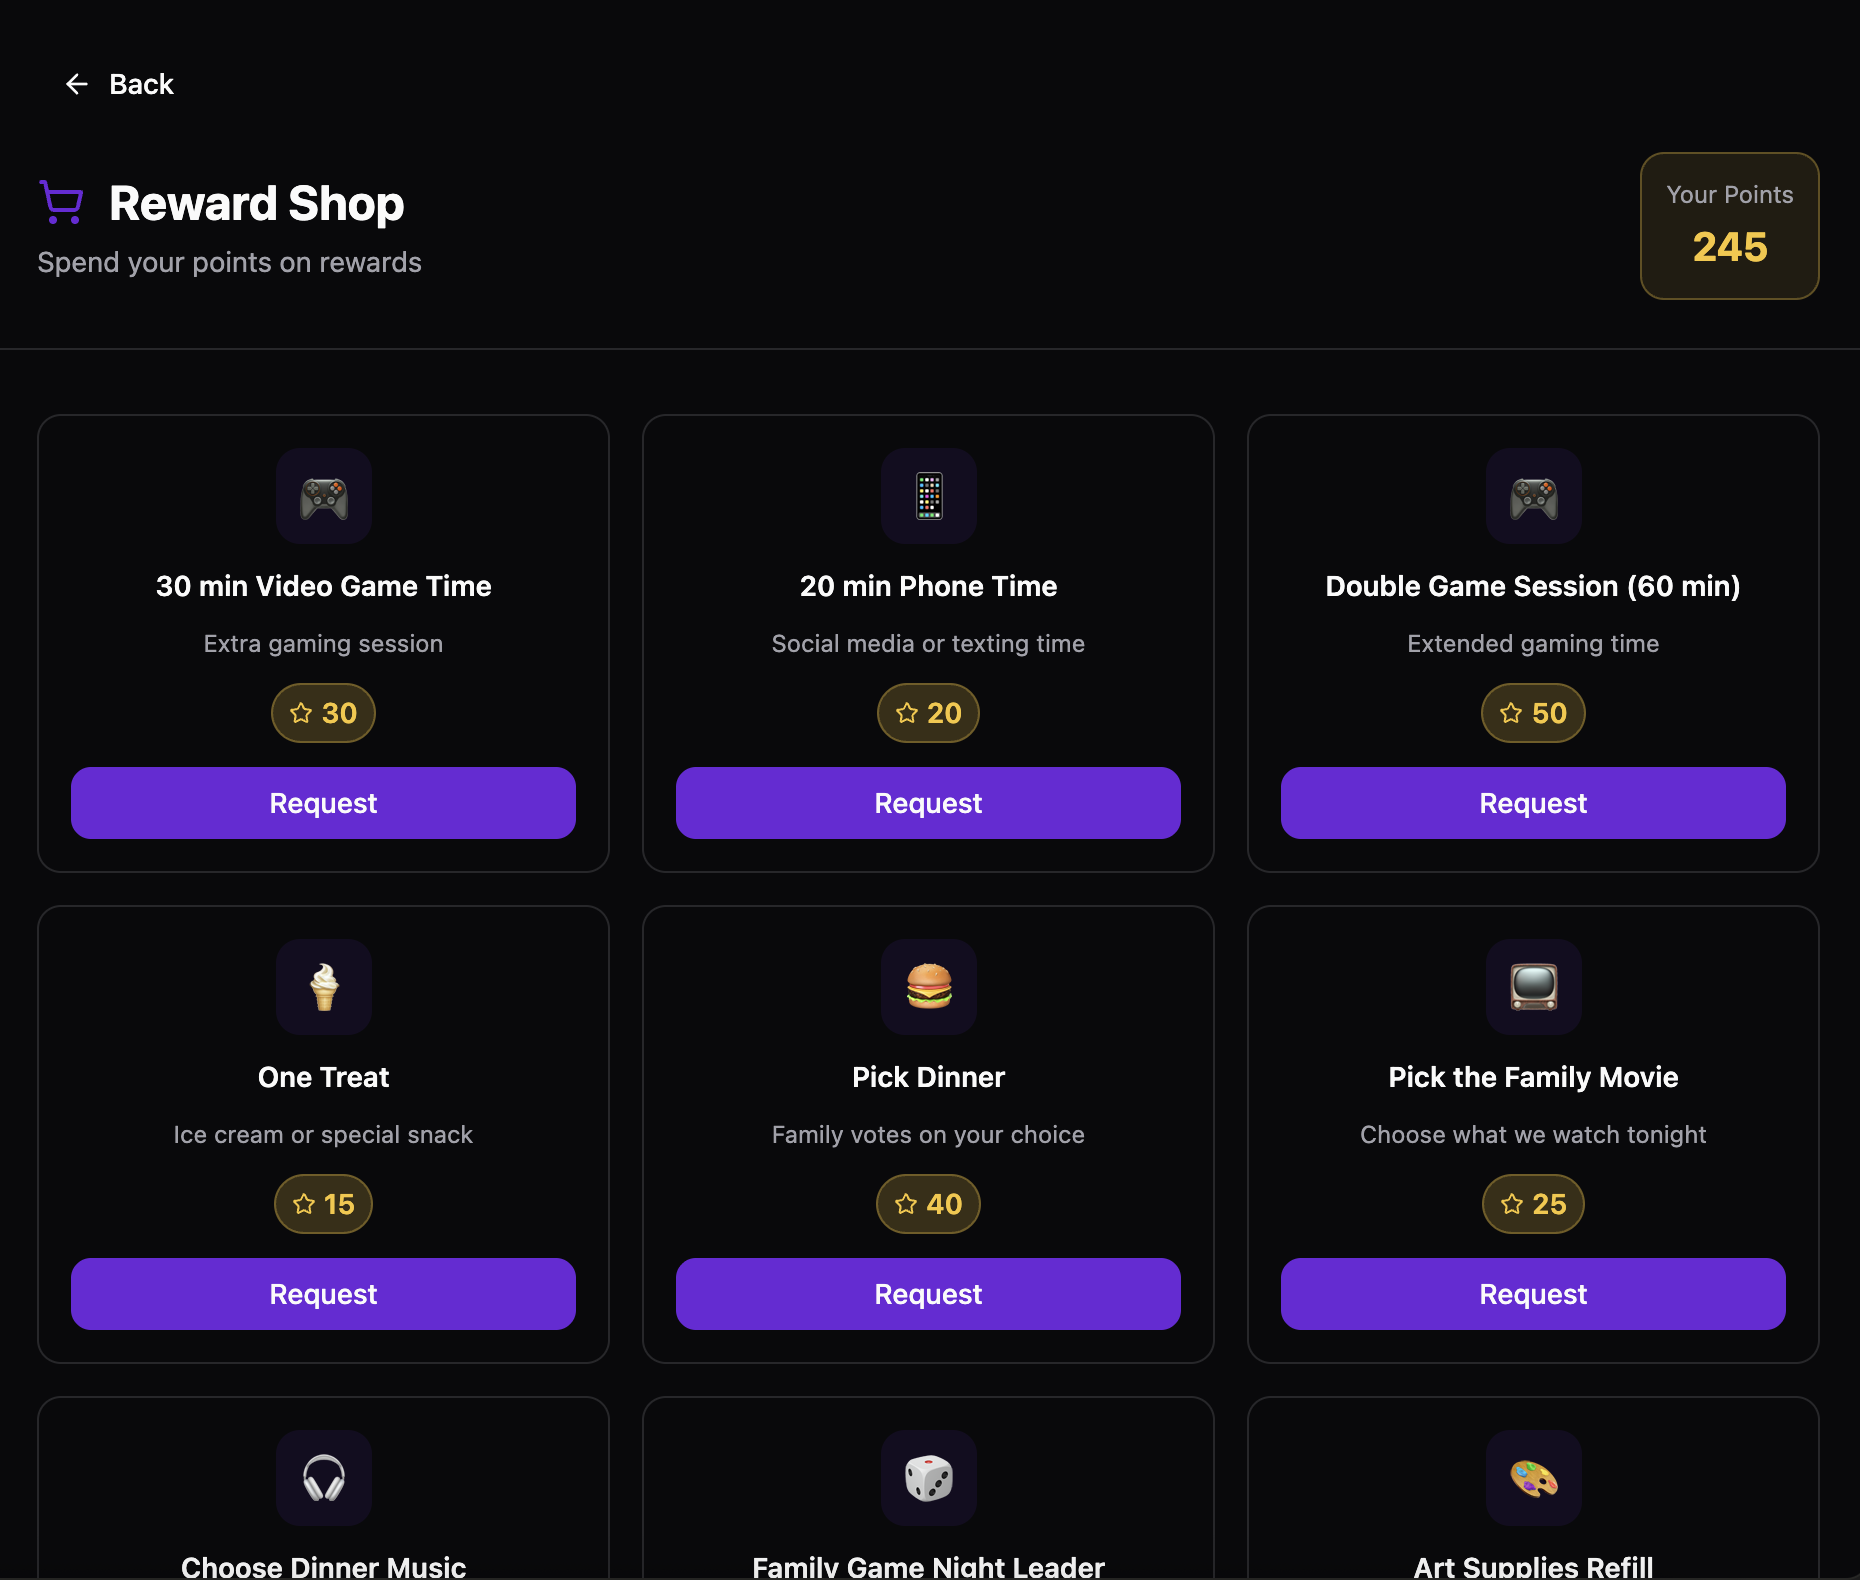 Back
Reward Shop
Spend your points on rewards
Your Points
245
30 min Video Game Time
Extra gaming session
30
Request
20 min Phone Time
Social media or texting time
20
Request
Double Game Session (60 min)
Extended gaming time
50
Request
One Treat
Ice cream or special snack
15
Request
Pick Dinner
Family votes on your choice
40
Request
Pick the Family Movie
Choose what we watch tonight
25
Request
Choose Dinner Music
Family Game Night Leader
Art Supplies Refill